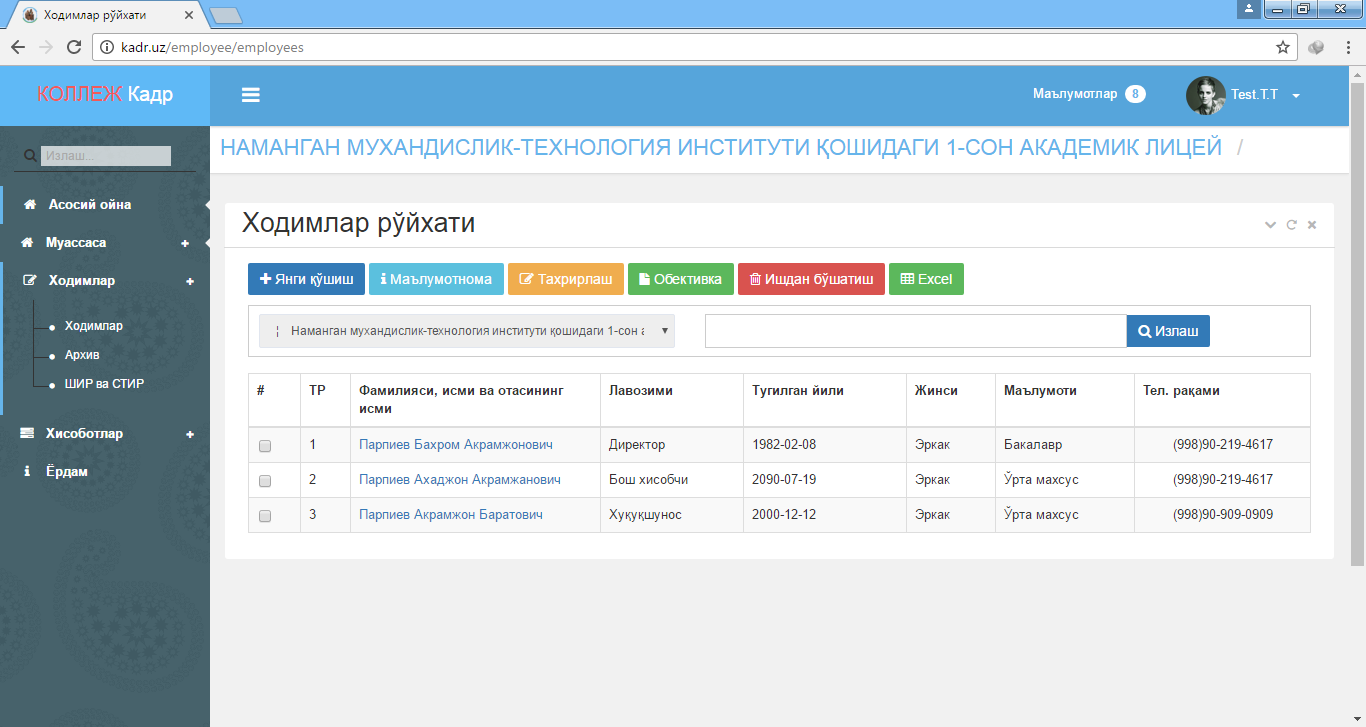 Ходимлар рўйхати
kadr.uz/employee/employees
КОЛЛЕЖ Кадр
Маълумотлар 8
Test.T.T
Излаш...
НАМАНГАН МУХАНДИСЛИК-ТЕХНОЛОГИЯ ИНСТИТУТИ ҚОШИДАГИ 1-СОН АКАДЕМИК ЛИЦЕЙ /
Асосий ойна
Муассаса
Ходимлар
Ходимлар
Архив
ШИР ва СТИР
Хисоботлар
Ёрдам
Ходимлар рўйхати
Янги қўшиш Маълумотнома Тахрирлаш Обективка Ишдан бўшатиш Excel
¦ Наманган мухандислик-технология институти қошидаги 1-сон а Излаш
# ТР Фамилияси, исми ва отасининг Лавозими Тугилган йили Жинси Маълумоти Тел. рақами
исми
1 Парпиев Бахром Акрамжонович Директор 1982-02-08 Эркак Бакалавр (998)90-219-4617
2 Парпиев Ахаджон Акрамжанович Бош хисобчи 2090-07-19 Эркак Ўрта махсус (998)90-219-4617
3 Парпиев Акрамжон Баратович Хуқуқшунос 2000-12-12 Эркак Ўрта махсус (998)90-909-0909